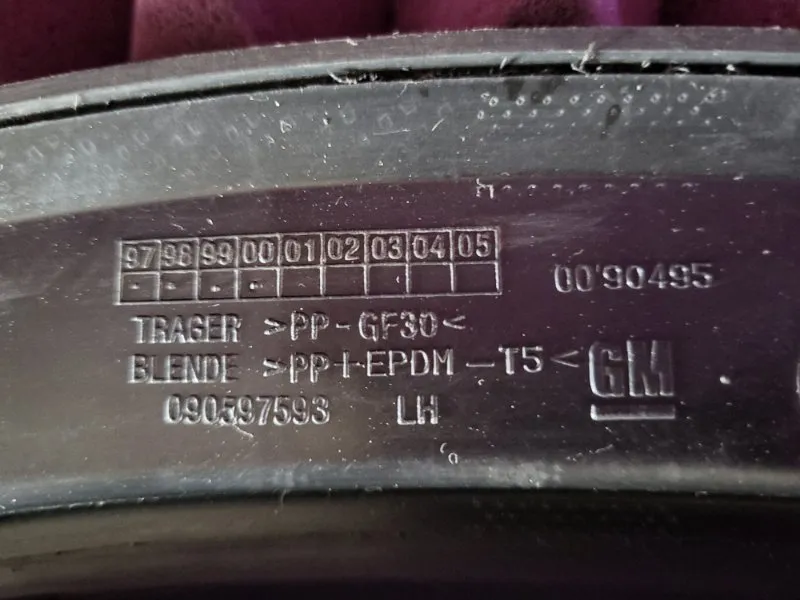 97 98 99 00 01 02 03 04 05
00'90495
TRAGER >PP-GF30<
BLENDE >PP+EPDM-T5<
GM
090597593 LH